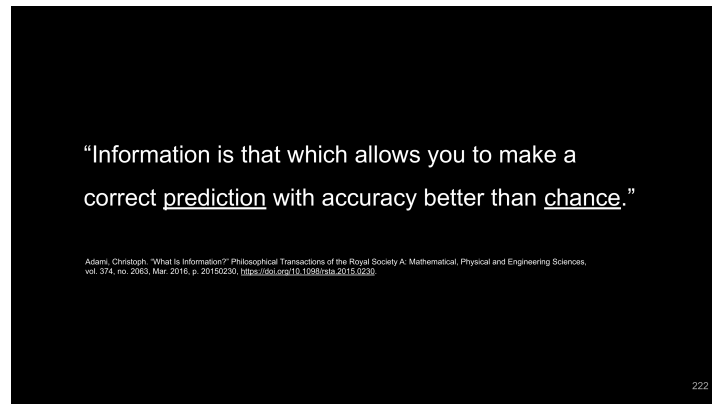 “Information is that which allows you to make a
correct prediction with accuracy better than chance.”
Adami, Christoph. “What Is Information?” Philosophical Transactions of the Royal Society A: Mathematical, Physical and Engineering Sciences,
vol. 374, no. 2063, Mar. 2016, p. 20150230, https://doi.org/10.1098/rsta.2015.0230.
222